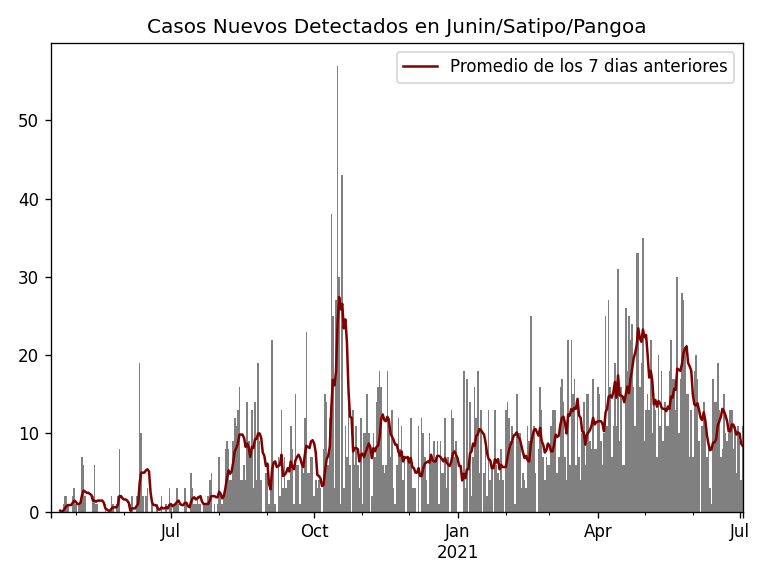 Casos Nuevos Detectados en Junin/Satipo/Pangoa
Promedio de los 7 dias anteriores
50
40
30
20
10
0
Jul
Oct
Jan
2021
Apr
Jul